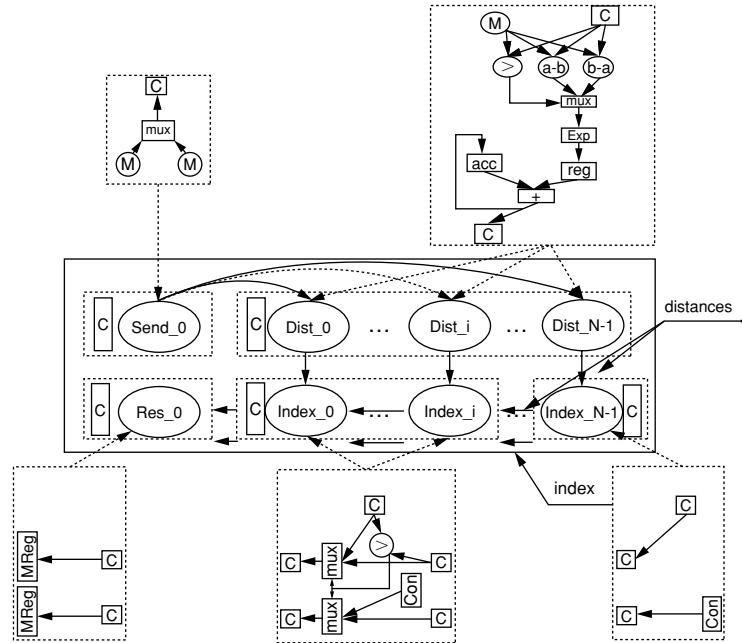 M C
> a-b b-a
mux
Exp
acc reg
+
C
C
mux
M M
C Send_0 C Dist_0 ... Dist_i ... Dist_N-1
distances
C Res_0 C Index_0 ... Index_i ... Index_N-1 C
index
MReg C
MReg C
C
C mux > C
Con
C mux C
C
C
C Con